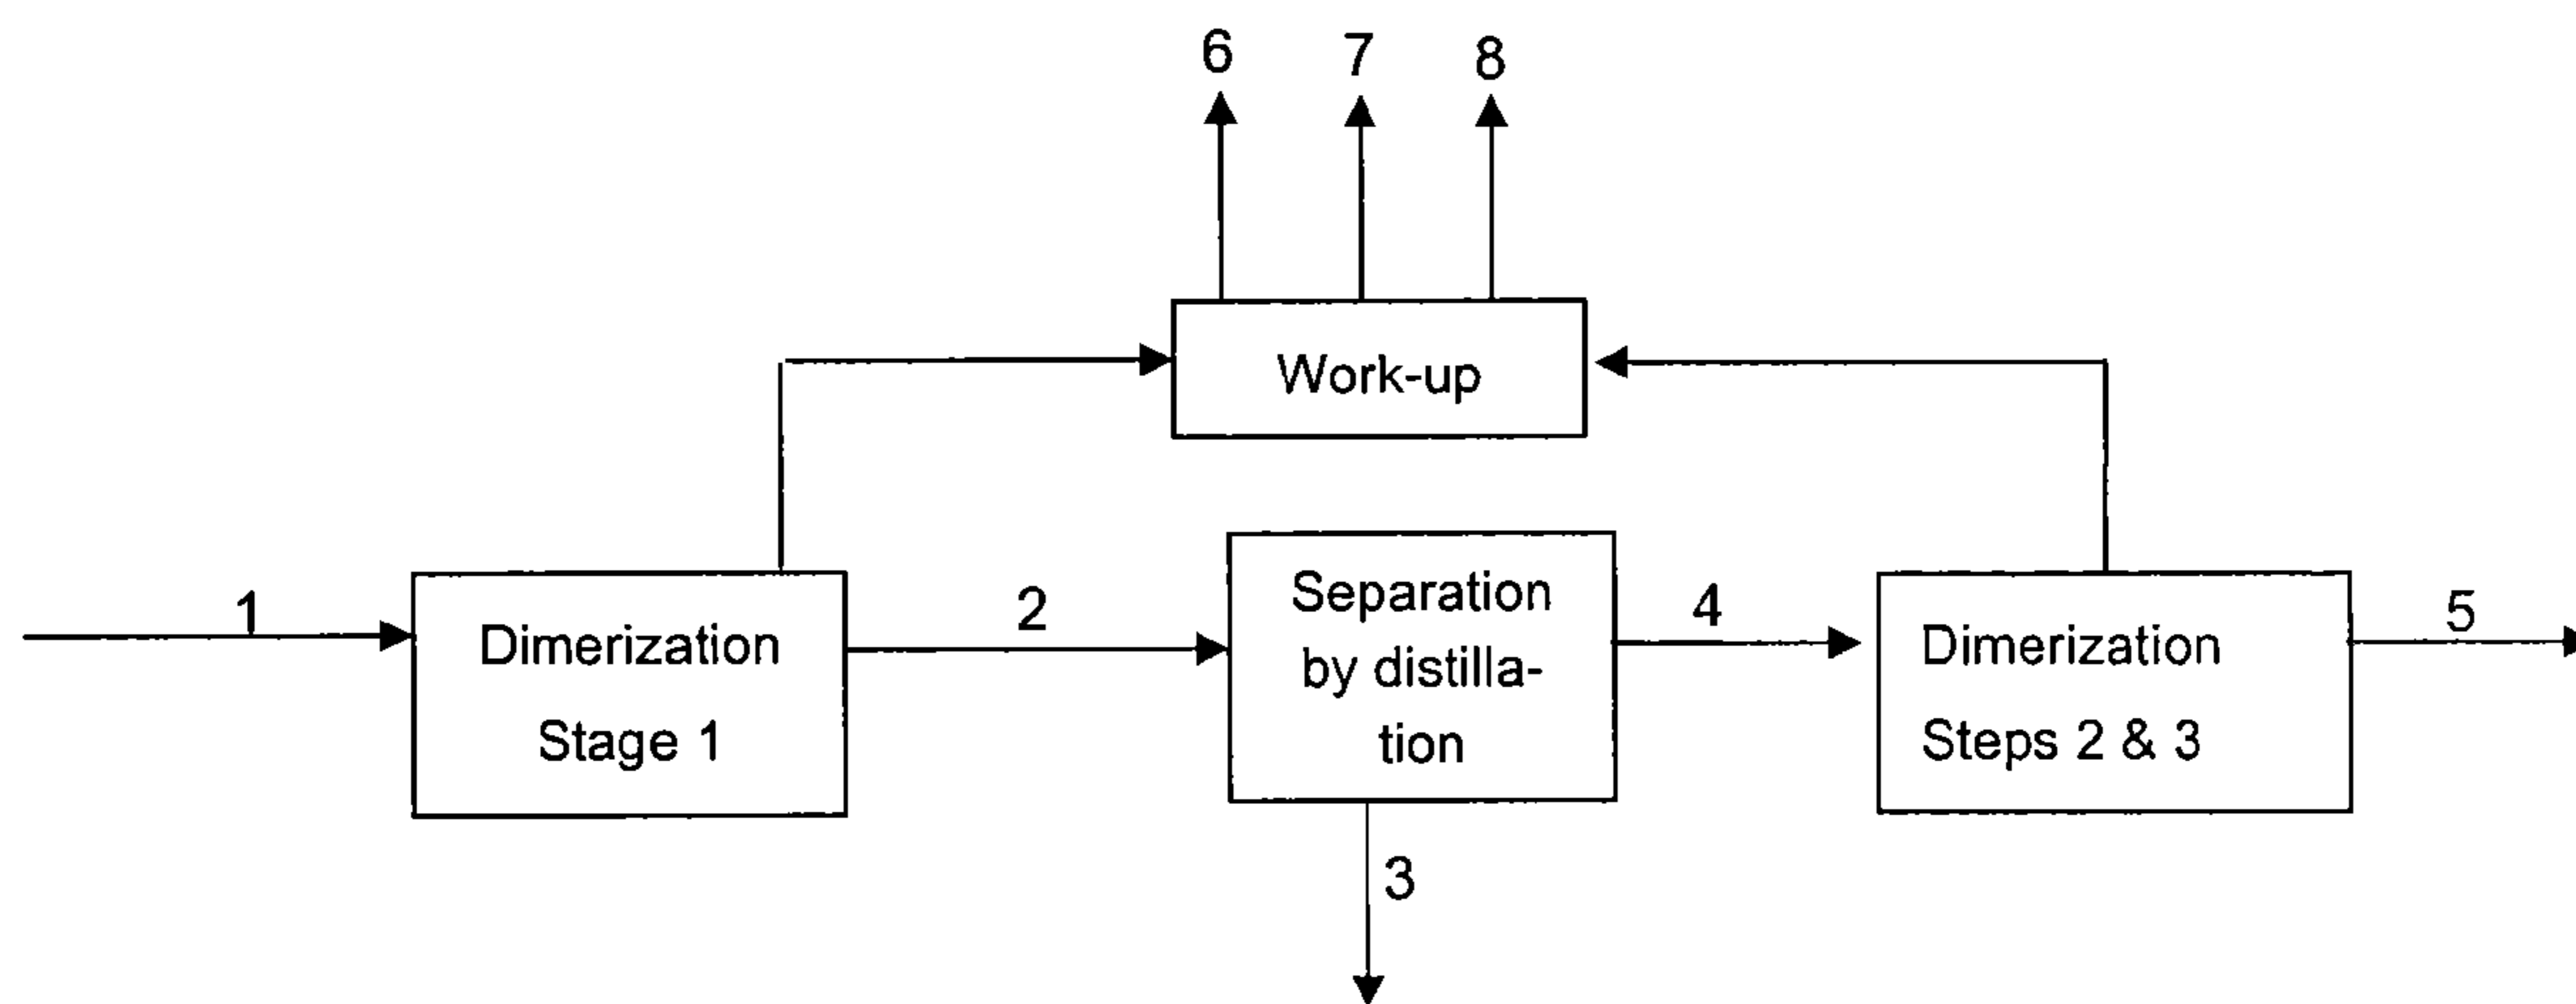 6 7 8
Work-up
1
Dimerization
Stage 1
2
Separation
by distilla-
tion
4
Dimerization
Steps 2 & 3
5
3